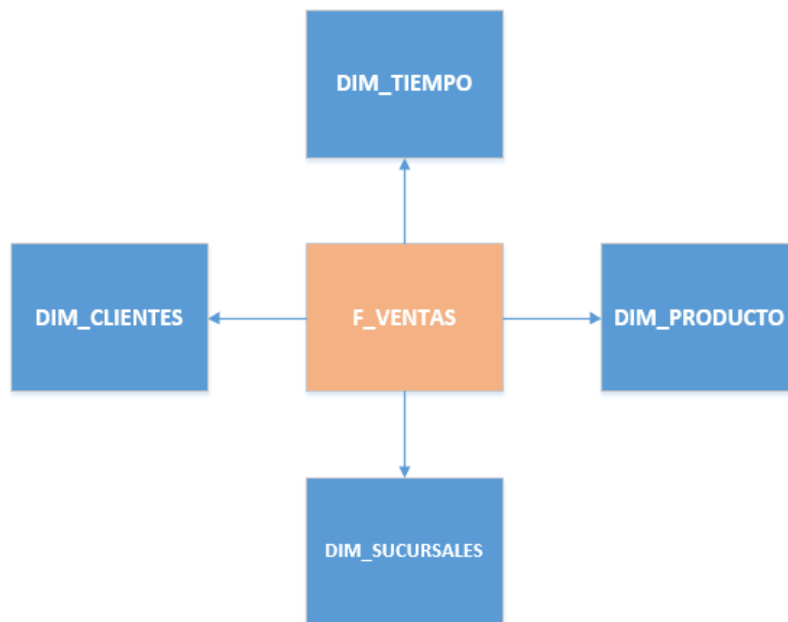 DIM_TIEMPO
DIM_CLIENTES
F_VENTAS
DIM_PRODUCTO
DIM_SUCURSALES